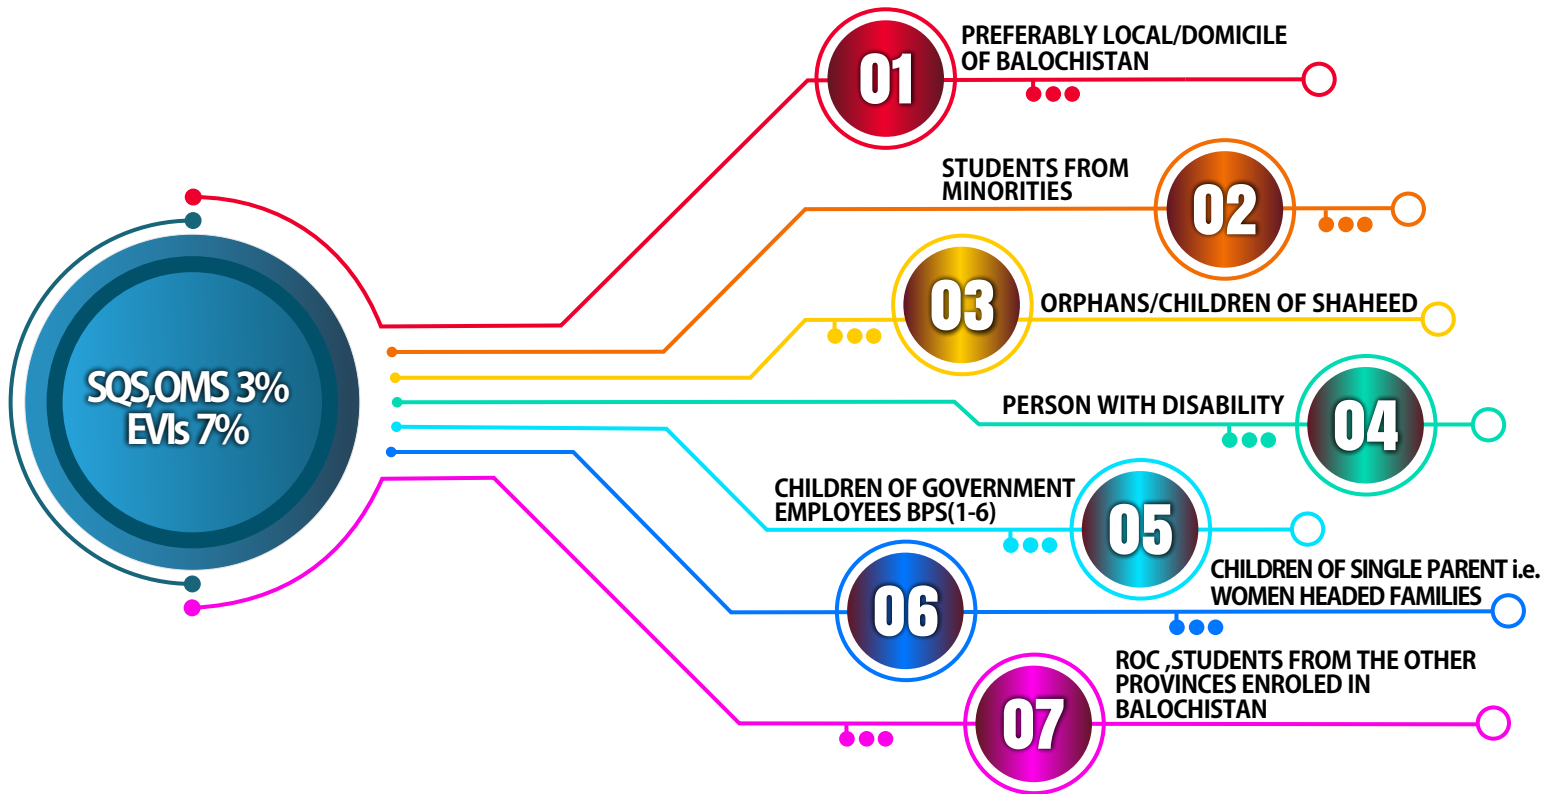 SQS,OMS 3%
EVIs 7%
01
PREFERABLY LOCAL/DOMICILE
OF BALOCHISTAN
STUDENTS FROM
MINORITIES
02
03
ORPHANS/CHILDREN OF SHAHEED
PERSON WITH DISABILITY
04
CHILDREN OF GOVERNMENT
EMPLOYEES BPS(1-6)
05
06
CHILDREN OF SINGLE PARENT i.e.
WOMEN HEADED FAMILIES
07
ROC ,STUDENTS FROM THE OTHER
PROVINCES ENROLED IN
BALOCHISTAN